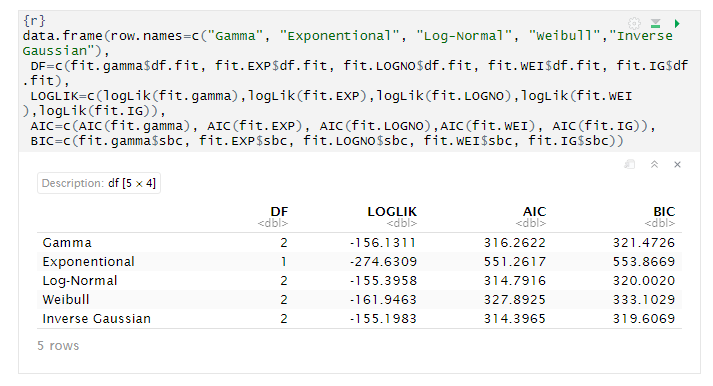 {r}
data.frame(row.names=c("Gamma", "Exponential", "Log-Normal", "Weibull","Inverse
Gaussian"),
DF=c(fit.gamma$df.fit, fit.EXP$df.fit, fit.LOGNO$df.fit, fit.WEI$df.fit, fit.IG$df
.fit),
LOGLIK=c(logLik(fit.gamma),logLik(fit.EXP),logLik(fit.LOGNO),logLik(fit.WEI
),logLik(fit.IG)),
AIC=c(AIC(fit.gamma), AIC(fit.EXP), AIC(fit.LOGNO),AIC(fit.WEI), AIC(fit.IG)),
BIC=c(fit.gamma$sbc, fit.EXP$sbc, fit.LOGNO$sbc, fit.WEI$sbc, fit.IG$sbc))
Description: df [5 × 4]
DF LOGLIK AIC BIC
<dbl> <dbl> <dbl> <dbl>
Gamma 2 -156.1311 316.2622 321.4726
Exponentional 1 -274.6309 551.2617 553.8669
Log-Normal 2 -155.3958 314.7916 320.0020
Weibull 2 -161.9463 327.8925 333.1029
Inverse Gaussian 2 -155.1983 314.3965 319.6069
5 rows